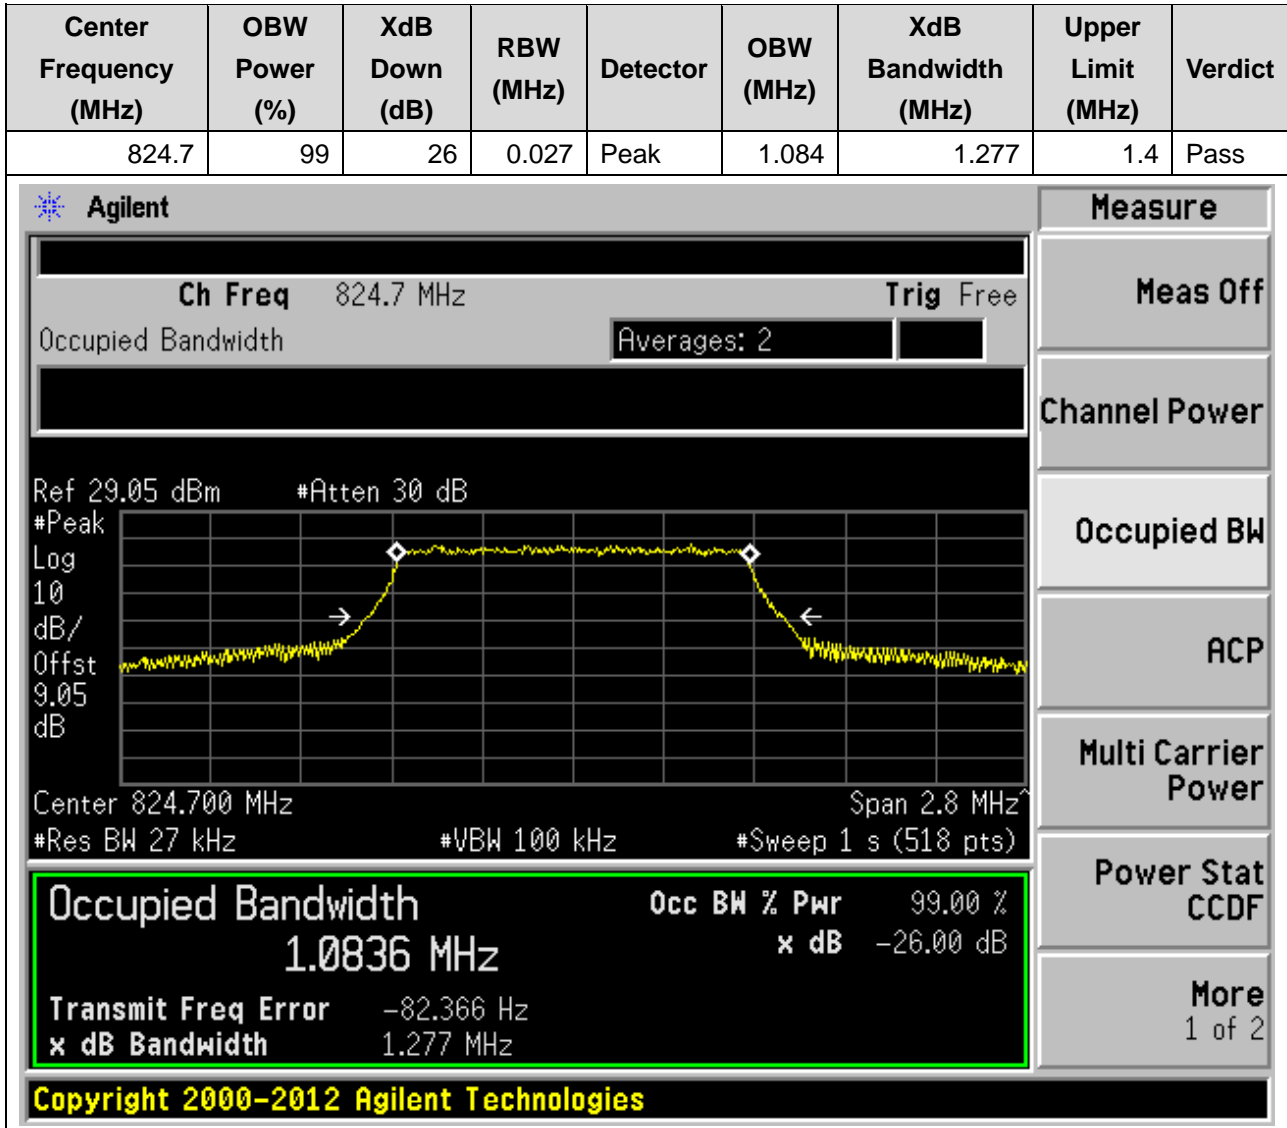 Center Frequency (MHz) OBW Power (%) XdB Down (dB) RBW (MHz) Detector OBW (MHz) XdB Bandwidth (MHz) Upper Limit (MHz) Verdict
824.7 99 26 0.027 Peak 1.084 1.277 1.4 Pass
Agilent
Measure
Ch Freq 824.7 MHz Trig Free
Occupied Bandwidth Averages: 2
Ref 29.05 dBm #Atten 30 dB
#Peak
Log
10
dB/
Offst
9.05
dB
Center 824.700 MHz Span 2.8 MHz^
#Res BW 27 kHz #VBW 100 kHz #Sweep 1 s (518 pts)
Occupied Bandwidth Occ BW % Pwr 99.00 %
1.0836 MHz x dB -26.00 dB
Transmit Freq Error -82.366 Hz
x dB Bandwidth 1.277 MHz
Meas Off
Channel Power
Occupied BW
ACP
Multi Carrier
Power
Power Stat
CCDF
More
1 of 2
Copyright 2000-2012 Agilent Technologies